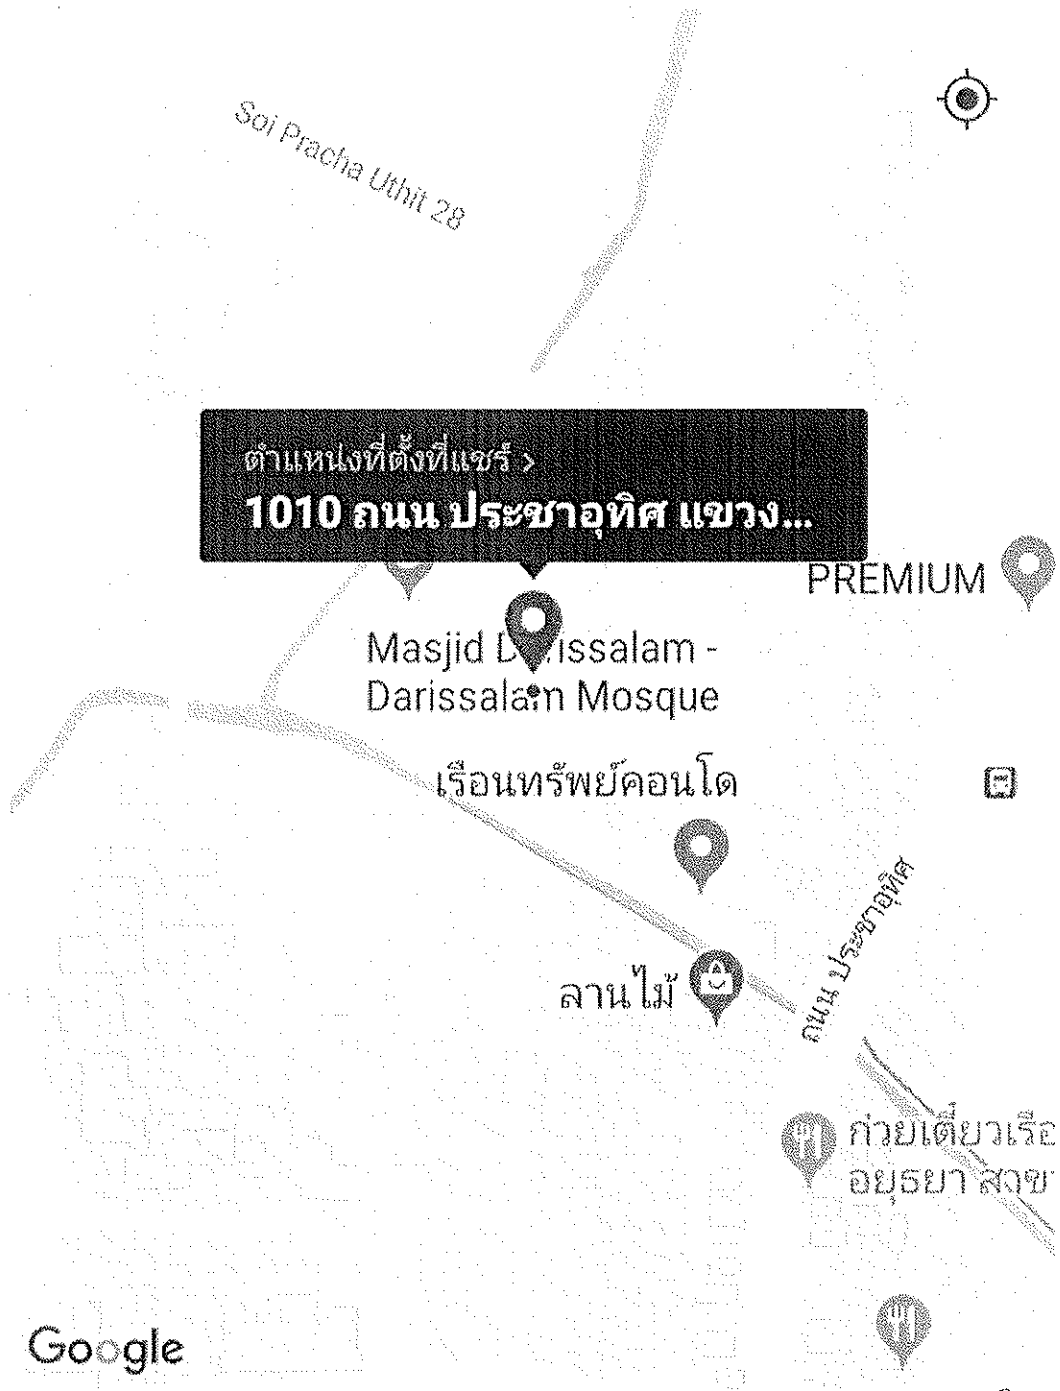 Soi Pracha Uthit 28
ตำแหน่งที่ตั้งที่แชร์ >
1010 ถนน ประชาอุทิศ แขวง...
PREMIUM
Masjid Darissalam -
Darissalam Mosque
เรือนทรัพย์คอนโด
ถนน ประชาอุทิศ
ลานไม้
ก๋วยเตี๋ยวเรือ
อยุธยา สาขา
Google